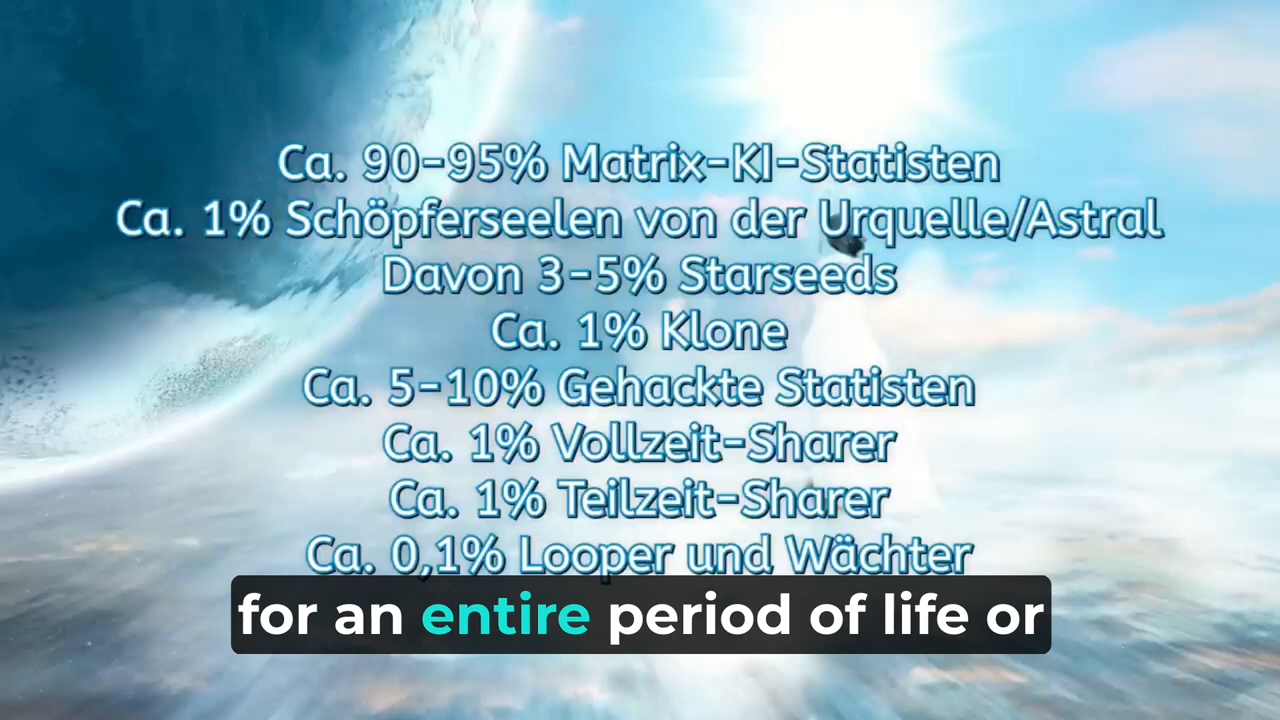 Ca. 90-95% Matrix-KI-Statisten
Ca. 1% Schöpferseelen von der Urquelle/Astral
Davon 3-5% Starseeds
Ca. 1% Klone
Ca. 5-10% Gehackte Statisten
Ca. 1% Vollzeit-Sharer
Ca. 1% Teilzeit-Sharer
Ca. 0,1% Looper und Wächter
for an entire period of life or